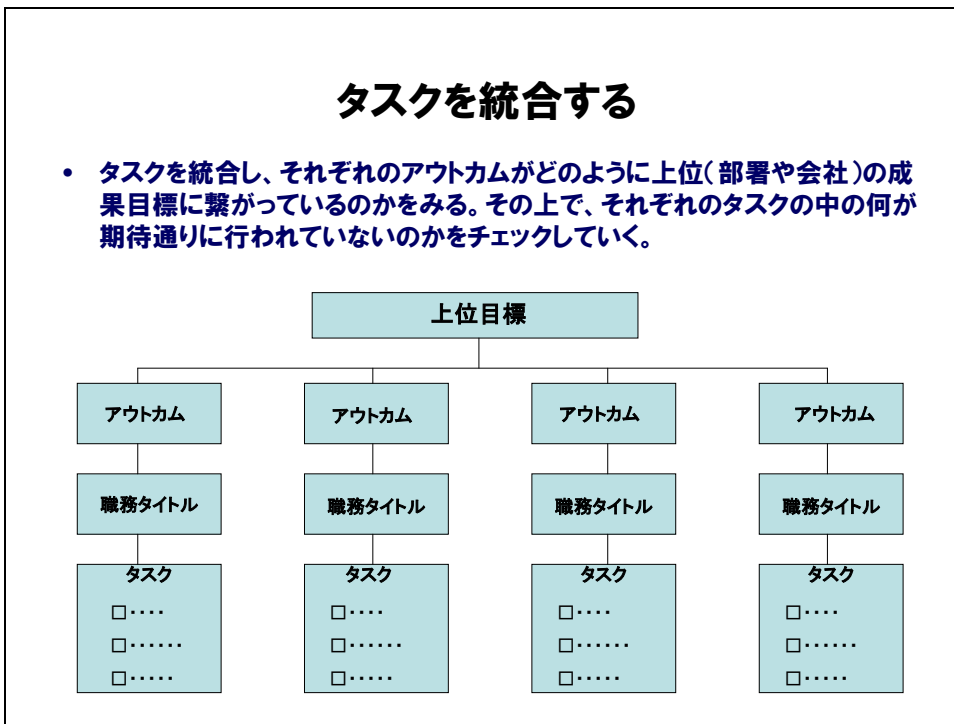 タスクを統合する
• タスクを統合し、それぞれのアウトカムがどのように上位(部署や会社)の成
果目標に繋がっているのかをみる。その上で、それぞれのタスクの中の何が
期待通りに行われていないのかをチェックしていく。
上位目標
アウトカム アウトカム アウトカム アウトカム
職務タイトル 職務タイトル 職務タイトル 職務タイトル
タスク タスク タスク タスク
□‥‥ □‥‥ □‥‥ □‥‥
□‥‥‥ □‥‥‥ □‥‥‥ □‥‥‥
□‥‥・ □‥‥・ □‥‥・ □‥‥・